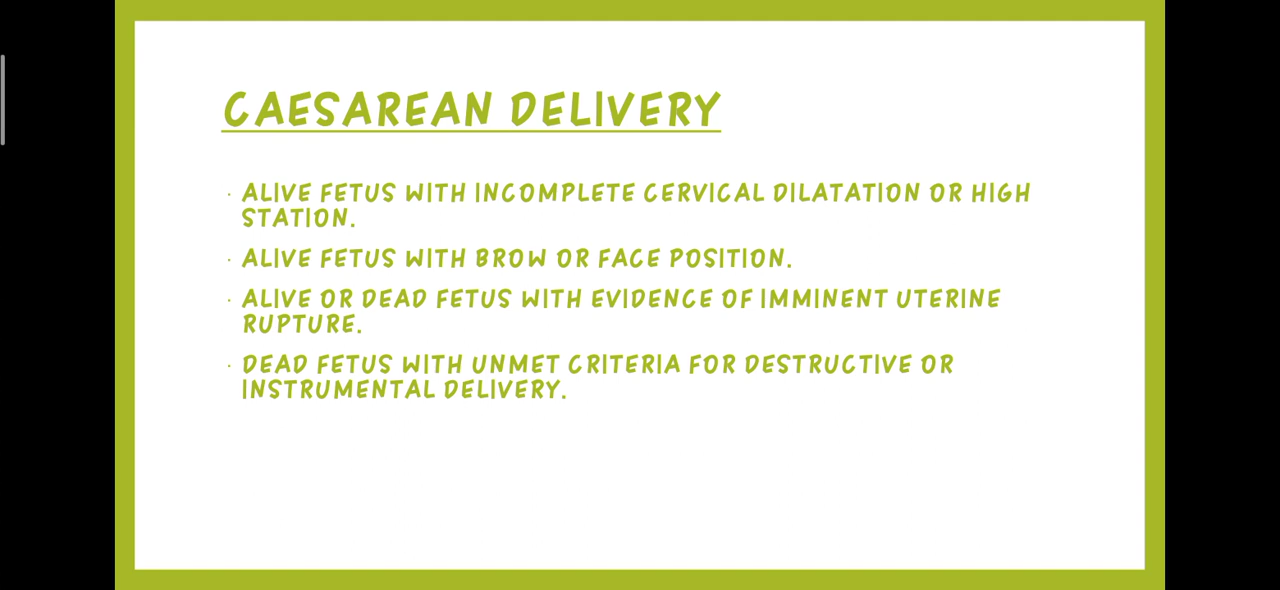 CAESAREAN DELIVERY
· ALIVE FETUS WITH INCOMPLETE CERVICAL DILATATION OR HIGH
STATION.
· ALIVE FETUS WITH BROW OR FACE POSITION.
· ALIVE OR DEAD FETUS WITH EVIDENCE OF IMMINENT UTERINE
RUPTURE.
· DEAD FETUS WITH UNMET CRITERIA FOR DESTRUCTIVE OR
INSTRUMENTAL DELIVERY.